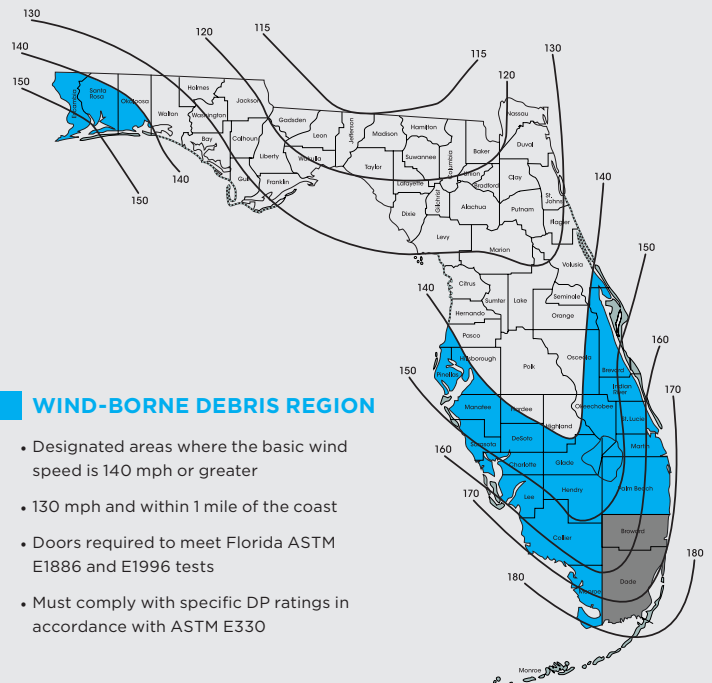 130
115
120
140
115
130
120
150
Escambia
Santa
Rosa
Okaloosa
Walton
Holmes
Washington
Bay
Jackson
Calhoun
Gulf
Liberty
Gadsden
Franklin
Leon
Wakulla
Jefferson
Madison
Taylor
Hamilton
Suwannee
Lafayette
Dixie
Columbia
Gilchrist
Levy
Baker
Union
Bradford
Alachua
Nassau
Duval
Clay
St.
Johns
Putnam
Flagler
Marion
Volusia
140
150
140
150
Citrus
Sumter
Lake
Seminole
Hernando
Orange
140
Pasco
160
Hillsborough
Osceola
Polk
Brevard
Pinellas
150
170
Indian
River
Manatee
Hardee
Okeechobee
St. Lucie
Highland
Sarasota
DeSoto
Martin
Charlotte
Glade
160
Lee
Hendry
Palm Beach
170
Collier
Broward
180
Monroe
Dade
180
Monroe
WIND-BORNE DEBRIS REGION
• Designated areas where the basic wind
speed is 140 mph or greater
• 130 mph and within 1 mile of the coast
• Doors required to meet Florida ASTM
E1886 and E1996 tests
• Must comply with specific DP ratings in
accordance with ASTM E330